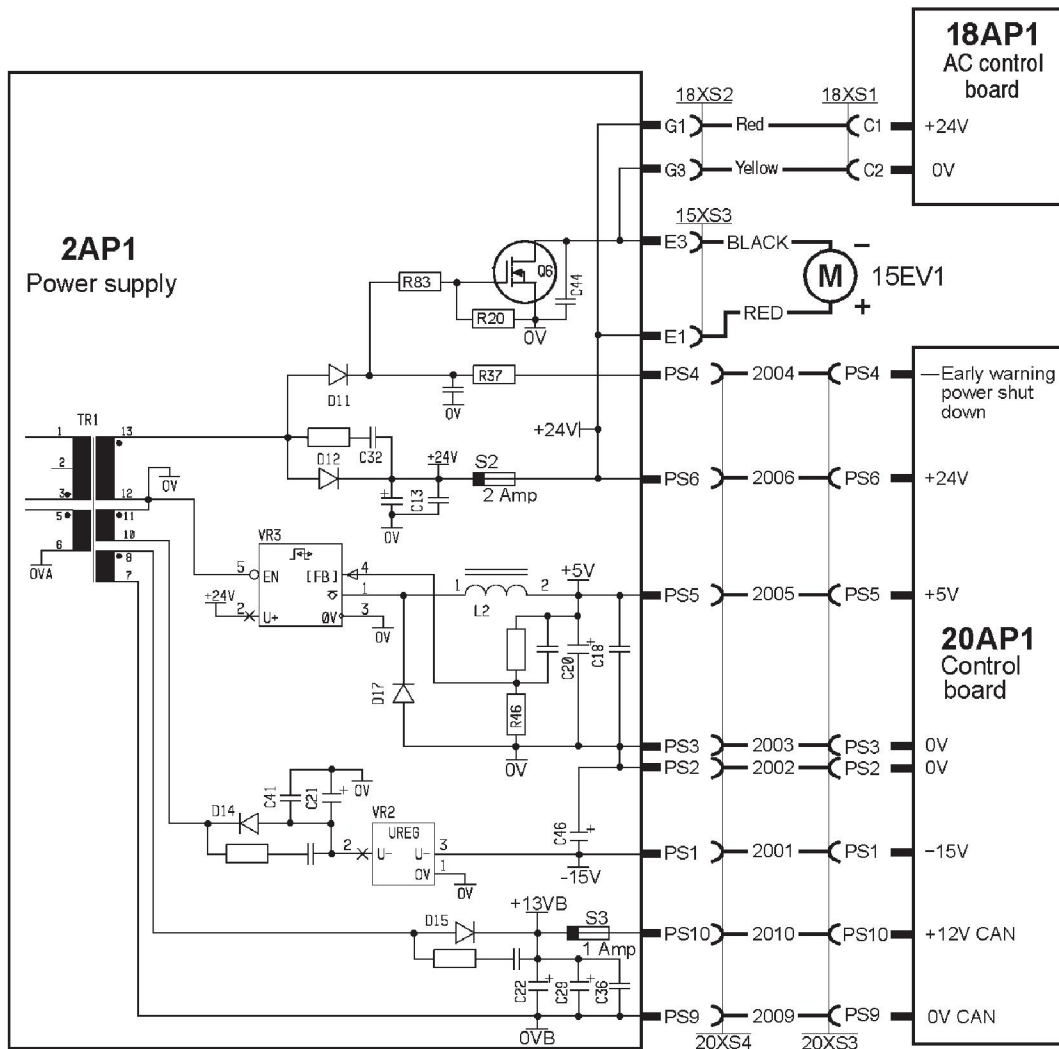 18AP1
AC control
board
18XS2 18XS1
G1 Red C1 +24V
G3 Yellow C2 0V
15XS3
2AP1
Power supply
E3 BLACK −
M 15EV1
+
RED
E1
Q6
C44
R83
R20
0V
PS4 2004 PS4 Early warning
power shut
down
R37
D11
0V
TR1
1 13
2
3 12
5 11
6 10
8
7
0V
0VA
+24V
C32
D12
+24V
S2
2 Amp
C13
0V
PS6 2006 PS6 +24V
VR3
5 EN [FB] 4
1
+24V
2 U+ 0V 3
0V
1 L2 2
+5V
PS5 2005 PS5 +5V
20AP1
Control
board
C20 + C18
D17
R46
0V
PS3 2003 PS3 0V
PS2 2002 PS2 0V
D14
C41
C21 +
0V
VR2
UREG
2 U- U- 3
0V 1
0V
C46 +
PS1 2001 PS1 −15V
-15V
+13VB
D15
S3
1 Amp
PS10 2010 PS10 +12V CAN
C22 + C29 + C36
0VB
PS9 2009 PS9 0V CAN
20XS4 20XS3